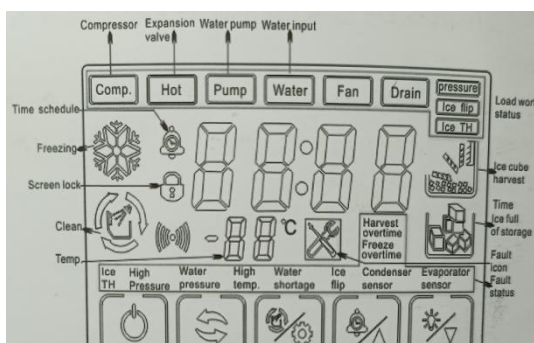 Compressor Expansion valve Water pump Water input
Comp. Hot Pump Water Fan Drain pressure
Ice flip
Ice TH
Load work status
Time schedule
Freezing
Screen lock
Clean
Temp.
88:88
-88°C
Ice cube harvest
Time
Ice full of storage
Harvest overtime
Freeze overtime
Fault icon
Fault status
Ice TH High Pressure Water pressure High temp. Water shortage Ice flip Condenser sensor Evaporator sensor